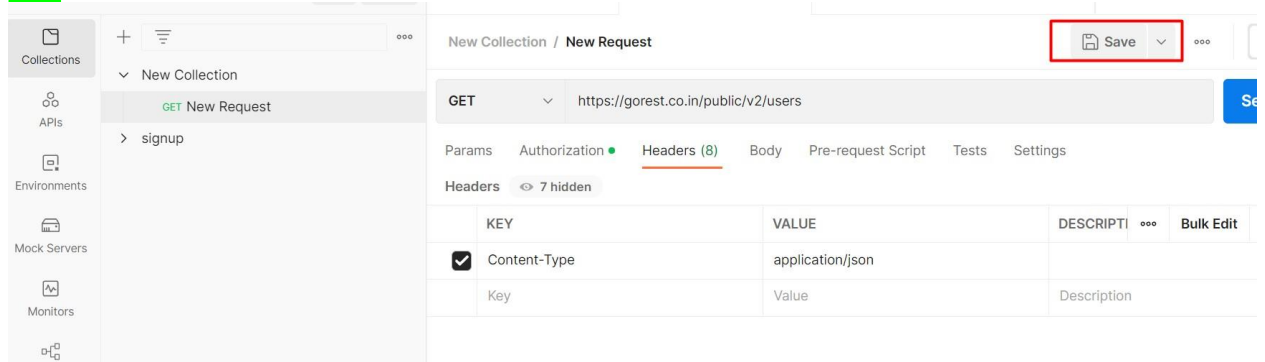 Collections
APIs
Environments
Mock Servers
Monitors
New Collection
GET New Request
signup
New Collection / New Request
Save
GET https://gorest.co.in/public/v2/users
Params Authorization Headers (8) Body Pre-request Script Tests Settings
Headers 7 hidden
KEY VALUE DESCRIPTI Bulk Edit
Content-Type application/json
Key Value Description